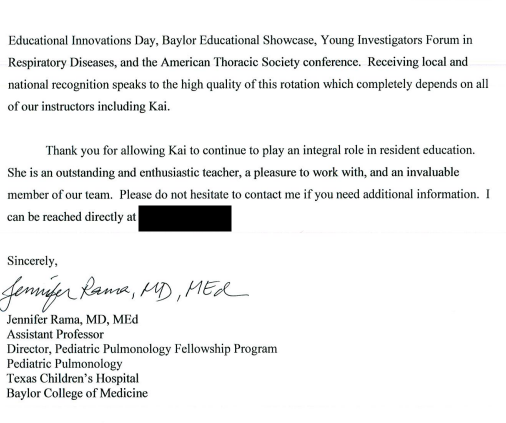 Educational Innovations Day, Baylor Educational Showcase, Young Investigators Forum in
Respiratory Diseases, and the American Thoracic Society conference.  Receiving local and
national recognition speaks to the high quality of this rotation which completely depends on all
of our instructors including Kai.
Thank you for allowing Kai to continue to play an integral role in resident education.
She is an outstanding and enthusiastic teacher, a pleasure to work with, and an invaluable
member of our team.  Please do not hesitate to contact me if you need additional information.  I
can be reached directly at
Sincerely,
Jennifer Rama, MD, MEd
Jennifer Rama, MD, MEd
Assistant Professor
Director, Pediatric Pulmonology Fellowship Program
Pediatric Pulmonology
Texas Children's Hospital
Baylor College of Medicine